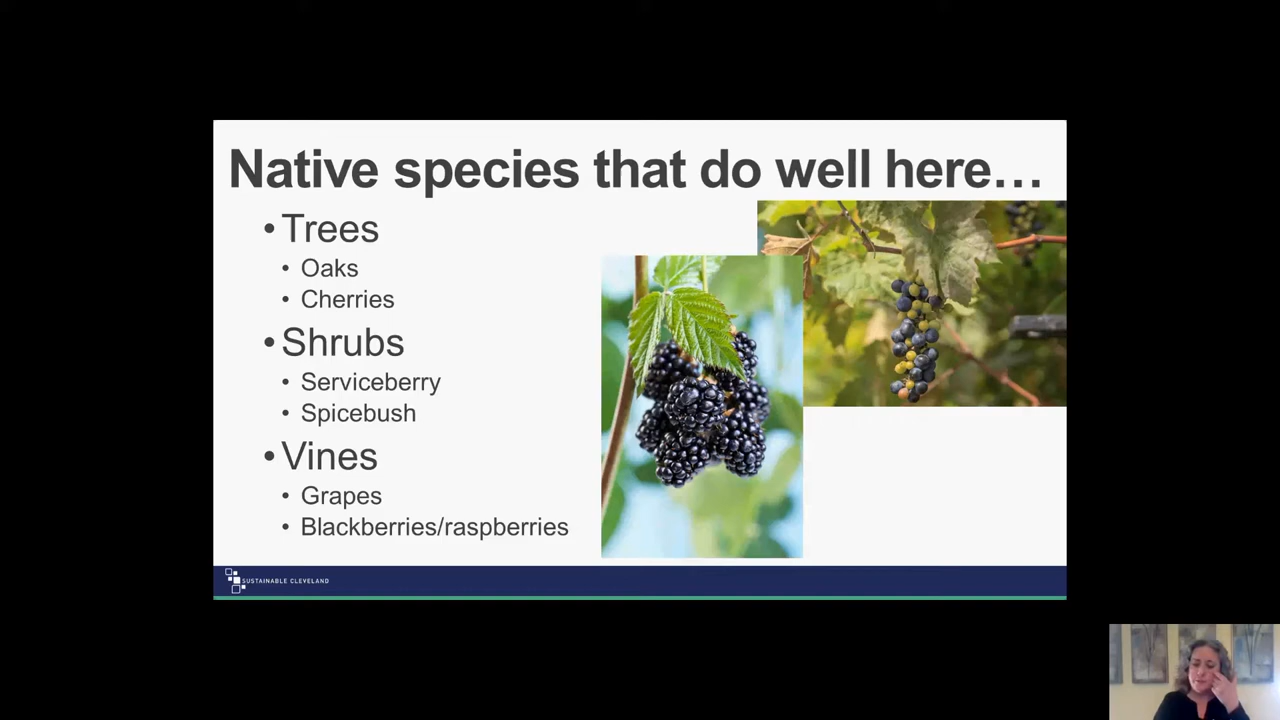 Native species that do well here…
• Trees
• Oaks
• Cherries
• Shrubs
• Serviceberry
• Spicebush
• Vines
• Grapes
• Blackberries/raspberries
SUSTAINABLE CLEVELAND